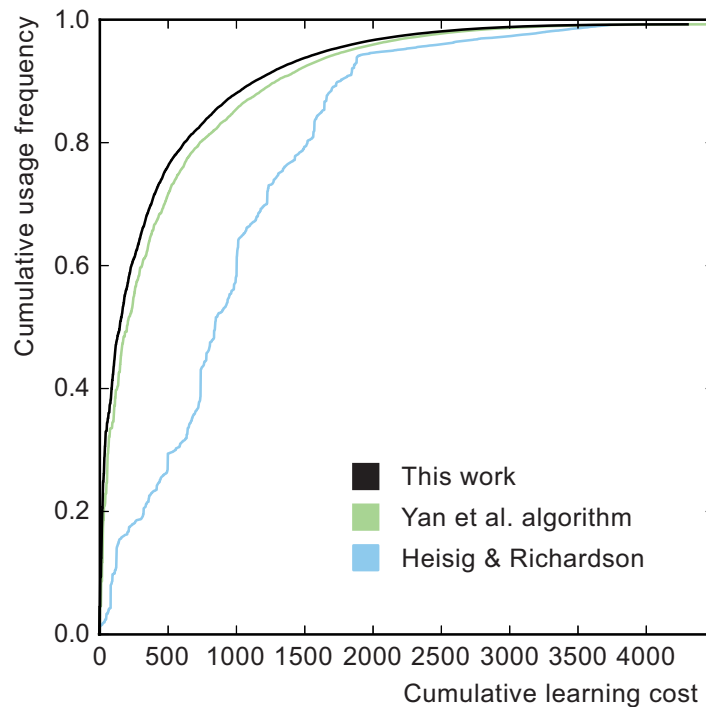 1.0
0.8
0.6
0.4
0.2
0.0
Cumulative usage frequency
This work
Yan et al. algorithm
Heisig & Richardson
0 500 1000 1500 2000 2500 3000 3500 4000
Cumulative learning cost